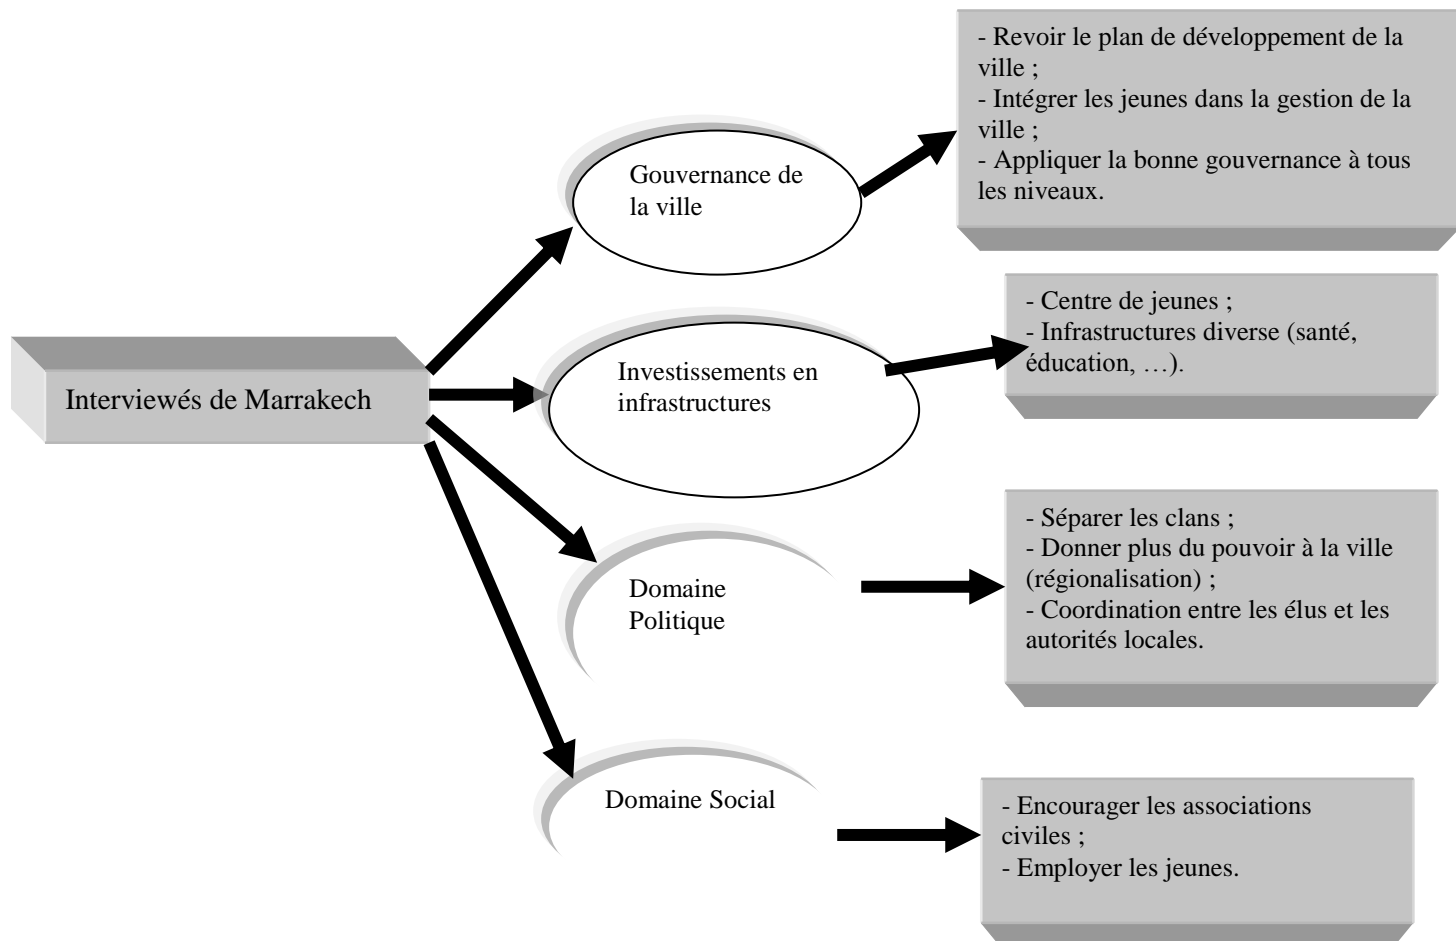 Interviewés de Marrakech
Gouvernance de
la ville
- Revoir le plan de développement de la
ville ;
- Intégrer les jeunes dans la gestion de la
ville ;
- Appliquer la bonne gouvernance à tous
les niveaux.
Investissements en
infrastructures
- Centre de jeunes ;
- Infrastructures diverse (santé,
éducation, …).
Domaine
Politique
- Séparer les clans ;
- Donner plus du pouvoir à la ville
(régionalisation) ;
- Coordination entre les élus et les
autorités locales.
Domaine Social
- Encourager les associations
civiles ;
- Employer les jeunes.